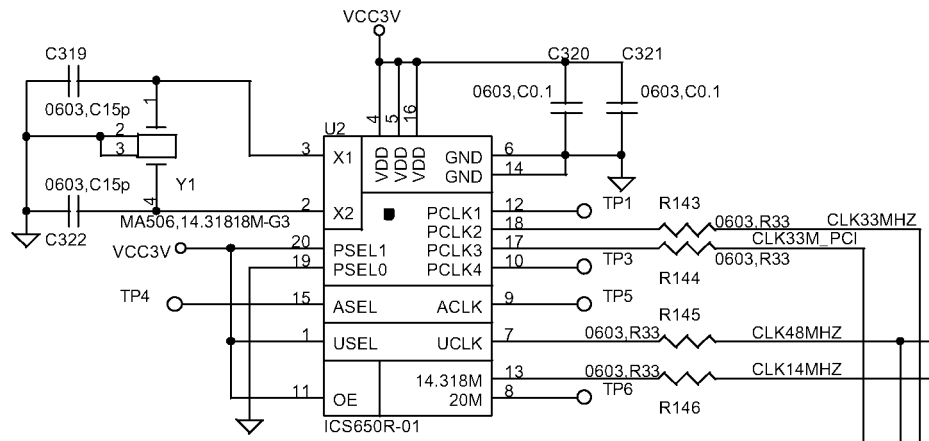 VCC3V
C319
C320
C321
0603,C15p
1
0603,C0.1
0603,C0.1
4
5
16
2
3
U2
3
X1
VDD
VDD
VDD
GND
6
GND
14
0603,C15p
Y1
4
2
X2
PCLK1
12
TP1
R143
C322
MA506,14.31818M-G3
PCLK2
18
0603,R33
CLK33MHZ
VCC3V
20
PSEL1
PCLK3
17
CLK33M_PCI
19
PSEL0
PCLK4
10
TP3
0603,R33
R144
TP4
15
ASEL
ACLK
9
TP5
R145
1
USEL
UCLK
7
0603,R33
CLK48MHZ
14.318M
13
0603,R33
CLK14MHZ
11
OE
20M
8
TP6
R146
ICS650R-01